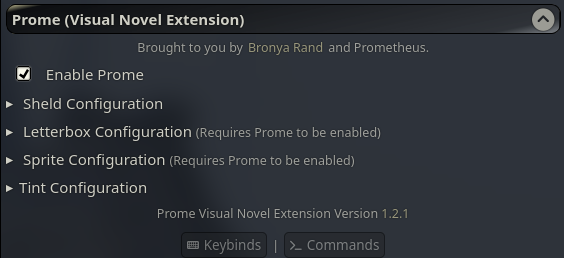 Prome (Visual Novel Extension)
Brought to you by Bronya Rand and Prometheus.
Enable Prome
Sheld Configuration
Letterbox Configuration (Requires Prome to be enabled)
Sprite Configuration (Requires Prome to be enabled)
Tint Configuration
Prome Visual Novel Extension Version 1.2.1
Keybinds | Commands